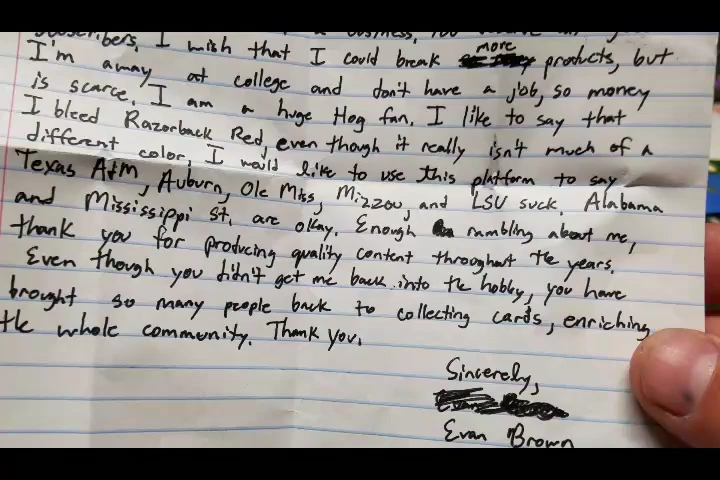 subscribers. I wish that I could break more products, but
I'm away at college and don't have a job, so money
is scarce. I am a huge Hog fan. I like to say that
I bleed Razorback Red, even though it really isn't much of a
different color. I would like to use this platform to say
Texas A&M, Auburn, Ole Miss, Mizzou, and LSU suck. Alabama
and Mississippi st. are okay. Enough rambling about me,
thank you for producing quality content throughout the years.
Even though you didn't get me back into the hobby, you have
brought so many people back to collecting cards, enriching
the whole community. Thank you.
Sincerely,
Evan Brown